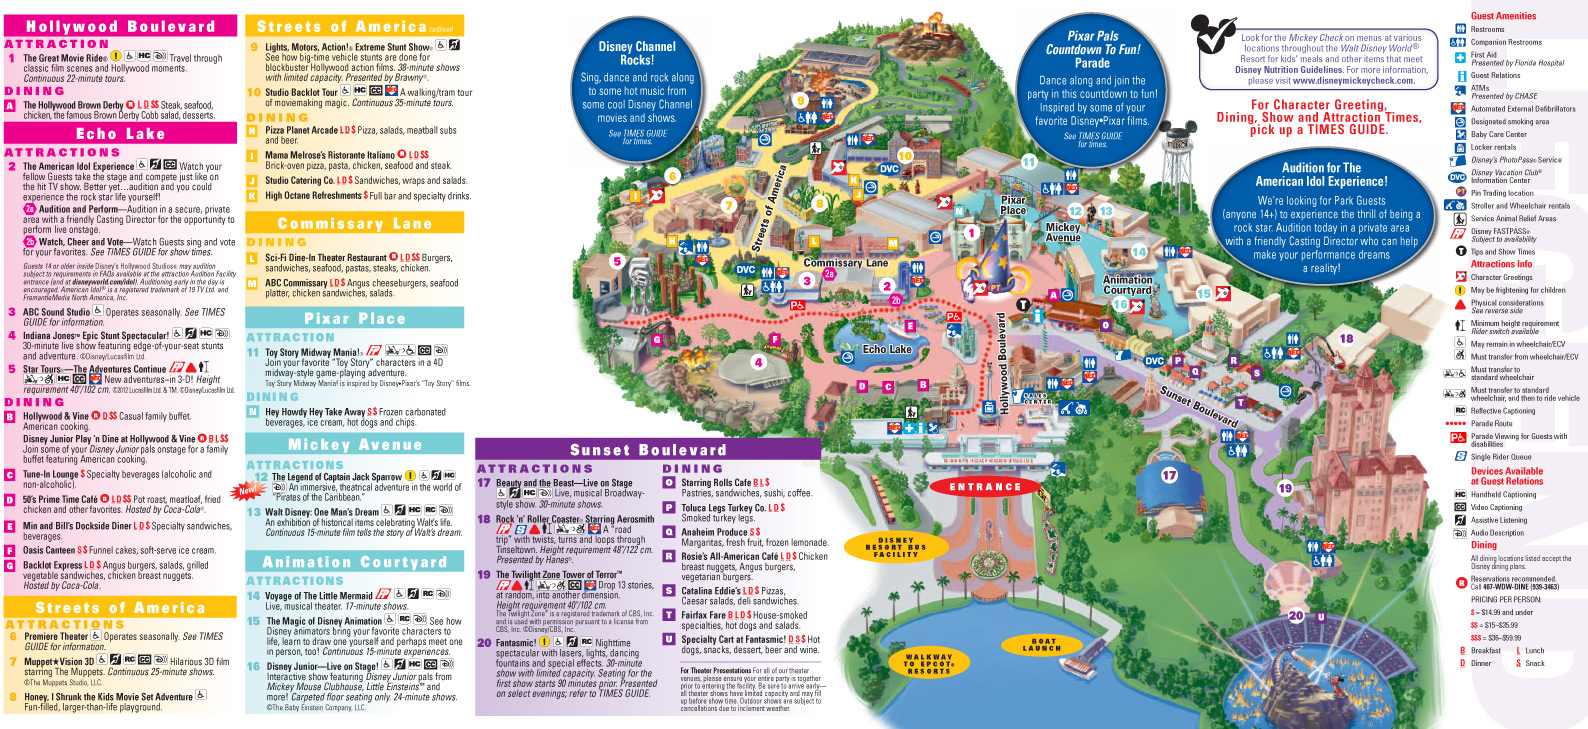 Hollywood Boulevard
ATTRACTION
1 The Great Movie Ride® Travel through
classic film scenes and Hollywood moments.
Continuous 22-minute tours.
DINING
A The Hollywood Brown Derby R L D $$ Steak, seafood,
chicken, the famous Brown Derby Cobb salad, desserts.
Echo Lake
ATTRACTIONS
2 The American Idol Experience Watch your
fellow Guests take the stage and compete just like on
the hit TV show. Better yet...audition and you could
experience the rock star life yourself!
2a Audition and Perform—Audition in a secure, private
area with a friendly Casting Director for the opportunity to
perform live onstage.
2b Watch, Cheer and Vote—Watch Guests sing and vote
for your favorites. See TIMES GUIDE for show times.
Guests 14 or older inside Disney's Hollywood Studios may audition
subject to requirements in FAQs available at the attraction Audition Facility
entrance (and at disneyworld.com/idol). Auditioning early in the day is
encouraged. American Idol® is a registered trademark of 19 TV Ltd. and
FremantleMedia North America, Inc.
3 ABC Sound Studio Operates seasonally. See TIMES
GUIDE for information.
4 Indiana Jones™ Epic Stunt Spectacular!
30-minute live show featuring edge-of-your-seat stunts
and adventure. ©Disney/Lucasfilm Ltd.
5 Star Tours®—The Adventures Continue
New adventures–in 3-D! Height
requirement 40"/102 cm. ©2012 Lucasfilm Ltd. & TM. ©Disney/Lucasfilm Ltd.
DINING
B Hollywood & Vine R D $$ Casual family buffet.
American cooking.
Disney Junior Play 'n Dine at Hollywood & Vine R B L $$
Join some of your Disney Junior pals onstage for a family
buffet featuring American cooking.
C Tune-In Lounge $ Specialty beverages (alcoholic and
non-alcoholic).
D 50's Prime Time Café R L D $$ Pot roast, meatloaf, fried
chicken and other favorites. Hosted by Coca-Cola®.
E Min and Bill's Dockside Diner L D $ Specialty sandwiches,
beverages.
F Oasis Canteen S $ Funnel cakes, soft-serve ice cream.
G Backlot Express L D $ Angus burgers, salads, grilled
vegetable sandwiches, chicken breast nuggets.
Hosted by Coca-Cola.
Streets of America
6 Premiere Theater Operates seasonally. See TIMES
GUIDE for information.
7 Muppet★Vision 3D Hilarious 3D film
starring The Muppets. Continuous 25-minute shows.
©The Muppets Studio, LLC.
8 Honey, I Shrunk the Kids Movie Set Adventure
Fun-filled, larger-than-life playground.
Streets of America continued
9 Lights, Motors, Action!® Extreme Stunt Show®
See how big-time vehicle stunts are done for
blockbuster Hollywood action films. 38-minute shows
with limited capacity. Presented by Brawny®.
10 Studio Backlot Tour HC A walking/tram tour
of moviemaking magic. Continuous 35-minute tours.
DINING
H Pizza Planet Arcade L D $ Pizza, salads, meatball subs
and beer.
I Mama Melrose's Ristorante Italiano R L D $$
Brick-oven pizza, pasta, chicken, seafood and steak.
J Studio Catering Co. L D $ Sandwiches, wraps and salads.
K High Octane Refreshments $ Full bar and specialty drinks.
Commissary Lane
DINING
L Sci-Fi Dine-In Theater Restaurant R L D $$ Burgers,
sandwiches, seafood, pastas, steaks, chicken.
M ABC Commissary L D $ Angus cheeseburgers, seafood
platter, chicken sandwiches, salads.
Pixar Place
ATTRACTION
11 Toy Story Midway Mania!®
Join your favorite "Toy Story" characters in a 4D
midway-style game-playing adventure.
Toy Story Midway Mania! is inspired by Disney•Pixar's "Toy Story" films.
DINING
N Hey Howdy Hey Take Away S $ Frozen carbonated
beverages, ice cream, hot dogs and chips.
Mickey Avenue
ATTRACTIONS
New!
12 The Legend of Captain Jack Sparrow
An immersive, theatrical adventure in the world of
"Pirates of the Caribbean."
13 Walt Disney: One Man's Dream
An exhibition of historical items celebrating Walt's life.
Continuous 15-minute film tells the story of Walt's dream.
Animation Courtyard
ATTRACTIONS
14 Voyage of The Little Mermaid
Live, musical theater. 17-minute shows.
15 The Magic of Disney Animation See how
Disney animators bring your favorite characters to
life, learn to draw one yourself and perhaps meet one
in person, too! Continuous 15-minute experiences.
16 Disney Junior—Live on Stage!
Interactive show featuring Disney Junior pals from
Mickey Mouse Clubhouse, Little Einsteins™ and
more! Carpeted floor seating only. 24-minute shows.
©The Baby Einstein Company, LLC.
Sunset Boulevard
ATTRACTIONS
17 Beauty and the Beast—Live on Stage
Live, musical Broadway-
style show. 30-minute shows.
18 Rock 'n' Roller Coaster® Starring Aerosmith
A "road
trip" with twists, turns and loops through
Tinseltown. Height requirement 48"/122 cm.
Presented by Hanes®.
19 The Twilight Zone Tower of Terror™
Drop 13 stories,
at random, into another dimension.
Height requirement 40"/102 cm.
The Twilight Zone® is a registered trademark of CBS, Inc.
and is used with permission pursuant to a license from
CBS, Inc. ©Disney/CBS, Inc.
20 Fantasmic! Nighttime
spectacular with lasers, lights, dancing
fountains and special effects. 30-minute
show with limited capacity. Seating for the
first show starts 90 minutes prior. Presented
on select evenings; refer to TIMES GUIDE.
DINING
O Starring Rolls Cafe B L $
Pastries, sandwiches, sushi, coffee.
P Toluca Legs Turkey Co. L D $
Smoked turkey legs.
Q Anaheim Produce S $
Margaritas, fresh fruit, frozen lemonade.
R Rosie's All-American Café L D $ Chicken
breast nuggets, Angus burgers,
vegetarian burgers.
S Catalina Eddie's L D $ Pizzas,
Caesar salads, deli sandwiches.
T Fairfax Fare B L D $ House-smoked
specialties, hot dogs and salads.
U Specialty Cart at Fantasmic! D S $ Hot
dogs, snacks, dessert, beer and wine.
For Theater Presentations For all of our theater
venues, please ensure your entire party is together
prior to entering the facility. Be sure to arrive early—
all theater shows have limited capacity and may fill
up before show time. Outdoor shows are subject to
cancellations due to inclement weather.
Disney Channel
Rocks!
Sing, dance and rock along
to some hot music from
some cool Disney Channel
movies and shows.
See TIMES GUIDE
for times.
Pixar Pals
Countdown To Fun!
Parade
Dance along and join the
party in this countdown to fun!
Inspired by some of your
favorite Disney•Pixar films.
See TIMES GUIDE
for times.
Look for the Mickey Check on menus at various
locations throughout the Walt Disney World®
Resort for kids' meals and other items that meet
Disney Nutrition Guidelines. For more information,
please visit www.disneymickeycheck.com.
For Character Greeting,
Dining, Show and Attraction Times,
pick up a TIMES GUIDE.
Audition for The
American Idol Experience!
We're looking for Park Guests
(anyone 14+) to experience the thrill of being a
rock star. Audition today in a private area
with a friendly Casting Director who can help
make your performance dreams
a reality!
Streets of America
Commissary Lane
Pixar
Place
Mickey
Avenue
Animation
Courtyard
Echo Lake
Hollywood Boulevard
Sunset Boulevard
SALES
CENTER
DISNEY'S HOLLYWOOD STUDIOS
ENTRANCE
DISNEY
RESORT BUS
FACILITY
WALKWAY
TO EPCOT®
RESORTS
BOAT
LAUNCH
Guest Amenities
Restrooms
Companion Restrooms
First Aid
Presented by Florida Hospital
Guest Relations
ATMs
Presented by CHASE
Automated External Defibrillators
Designated smoking area
Baby Care Center
Locker rentals
Disney's PhotoPass® Service
DVC Disney Vacation Club®
Information Center
PT Pin Trading location
Stroller and Wheelchair rentals
Service Animal Relief Areas
FP Disney FASTPASS®
Subject to availability
T Tips and Show Times
Attractions Info
Character Greetings
May be frightening for children
Physical considerations
See reverse side
Minimum height requirement
Rider switch available
May remain in wheelchair/ECV
Must transfer from wheelchair/ECV
Must transfer to
standard wheelchair
Must transfer to standard
wheelchair, and then to ride vehicle
RC Reflective Captioning
Parade Route
Parade Viewing for Guests with
disabilities
Single Rider Queue
Devices Available
at Guest Relations
HC Handheld Captioning
CC Video Captioning
Assistive Listening
Audio Description
Dining
All dining locations listed accept the
Disney dining plans.
R Reservations recommended.
Call 407-WDW-DINE (939-3463)
PRICING PER PERSON:
$ = $14.99 and under
$$ = $15–$35.99
$$$ = $36–$59.99
B Breakfast L Lunch
D Dinner S Snack